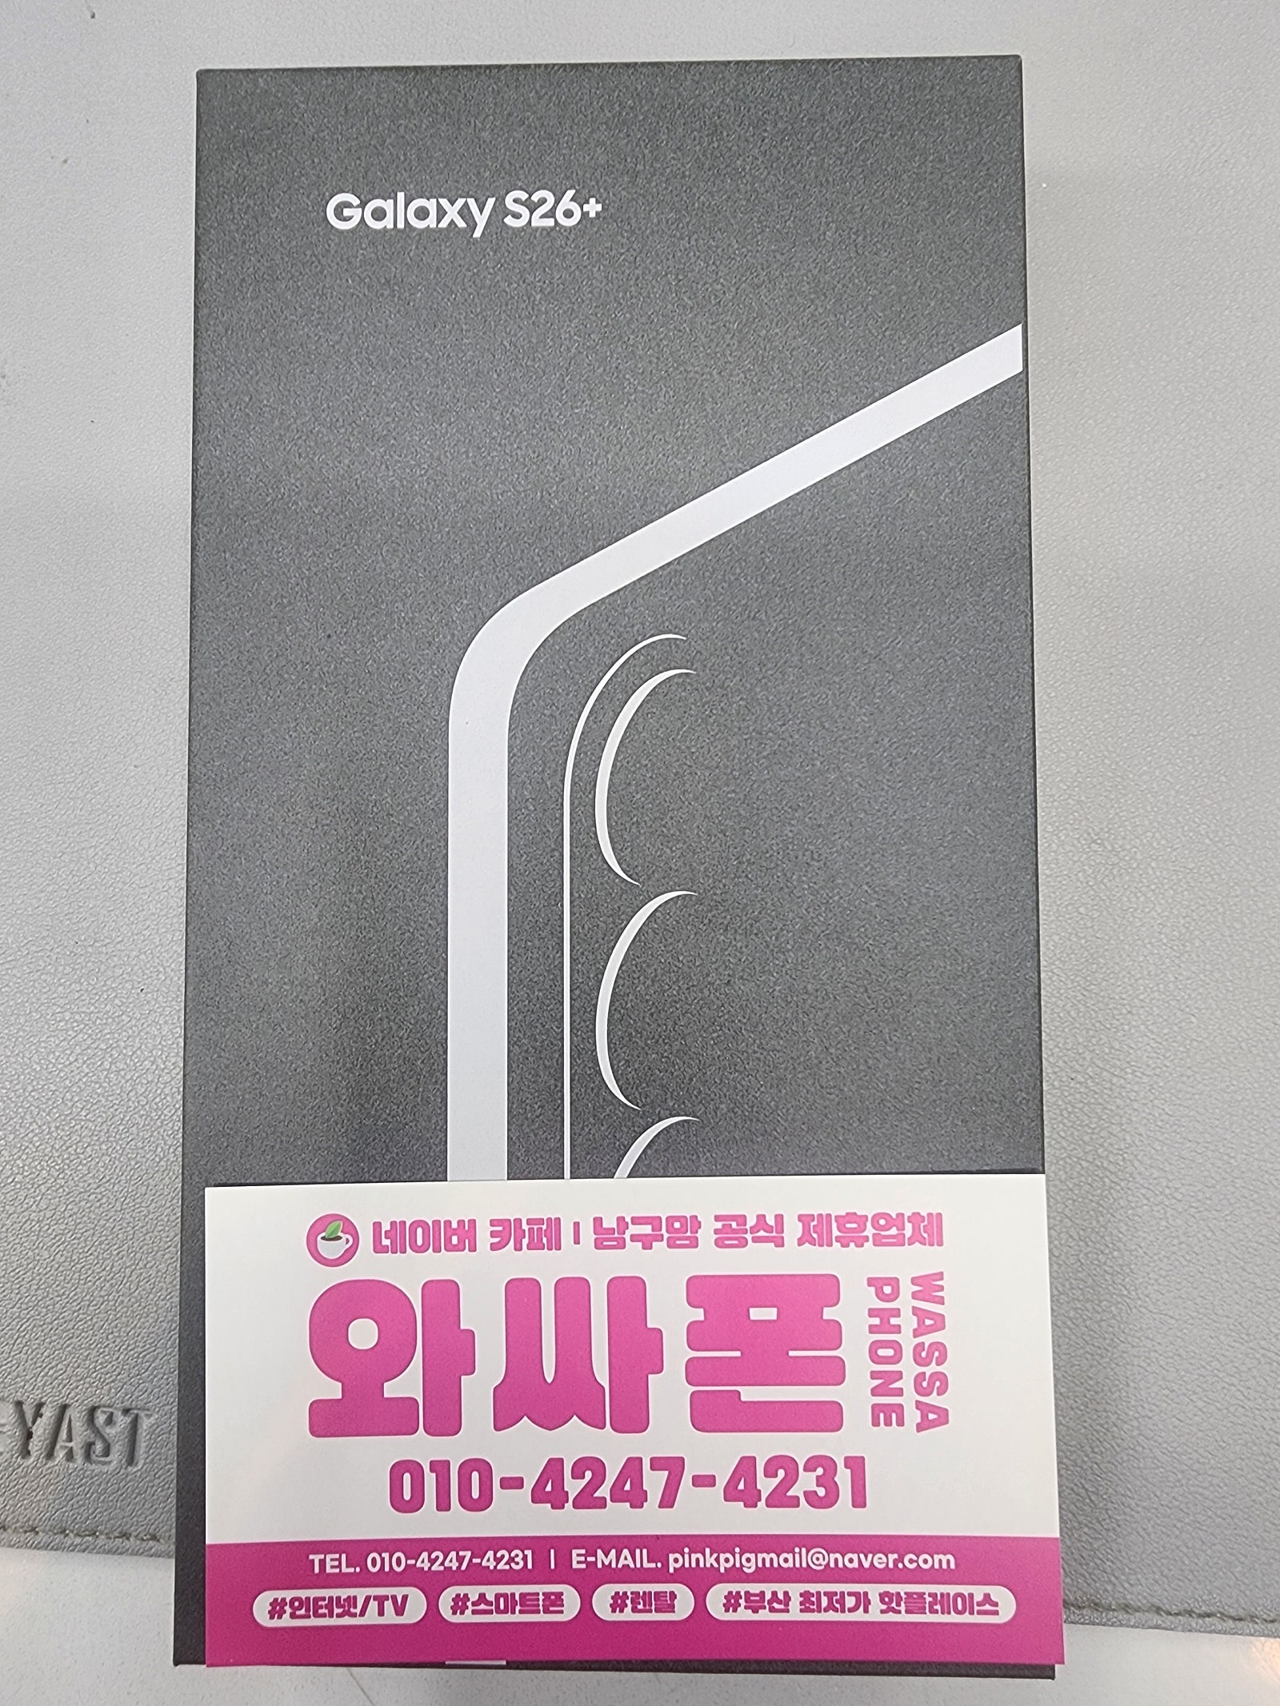 Galaxy S26+
네이버 카페 | 남구맘 공식 제휴업체
와싸폰
WASSA
PHONE
010-4247-4231
TEL. 010-4247-4231 | E-MAIL. pinkpigmail@naver.com
#인터넷/TV #스마트폰 #렌탈 #부산 최저가 핫플레이스
YAST